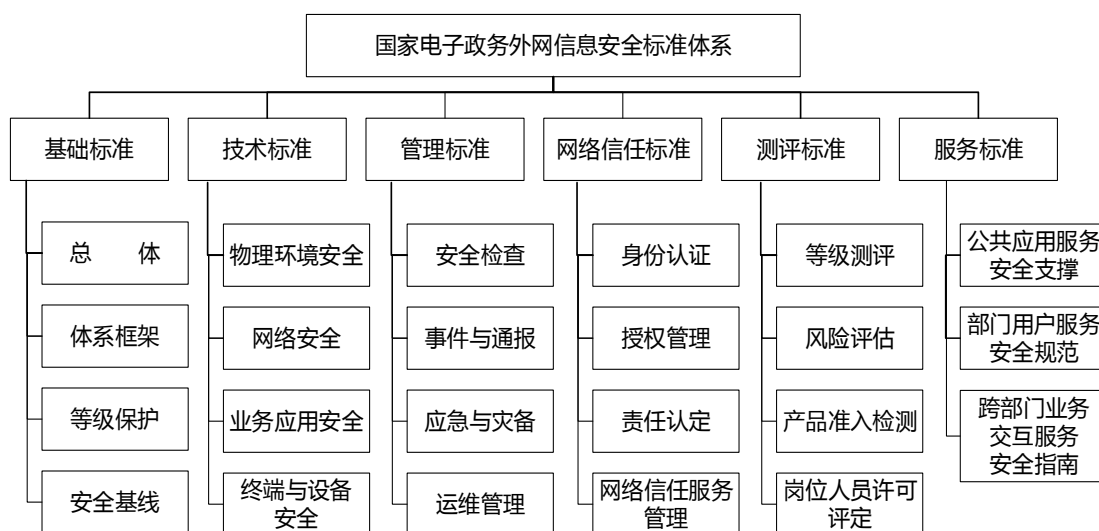 国家电子政务外网信息安全标准体系
基础标准
技术标准
管理标准
网络信任标准
测评标准
服务标准
总 体
物理环境安全
安全检查
身份认证
等级测评
公共应用服务
安全支撑
体系框架
网络安全
事件与通报
授权管理
风险评估
部门用户服务
安全规范
等级保护
业务应用安全
应急与灾备
责任认定
产品准入检测
跨部门业务
交互服务
安全指南
安全基线
终端与设备
安全
运维管理
网络信任服务
管理
岗位人员许可
评定